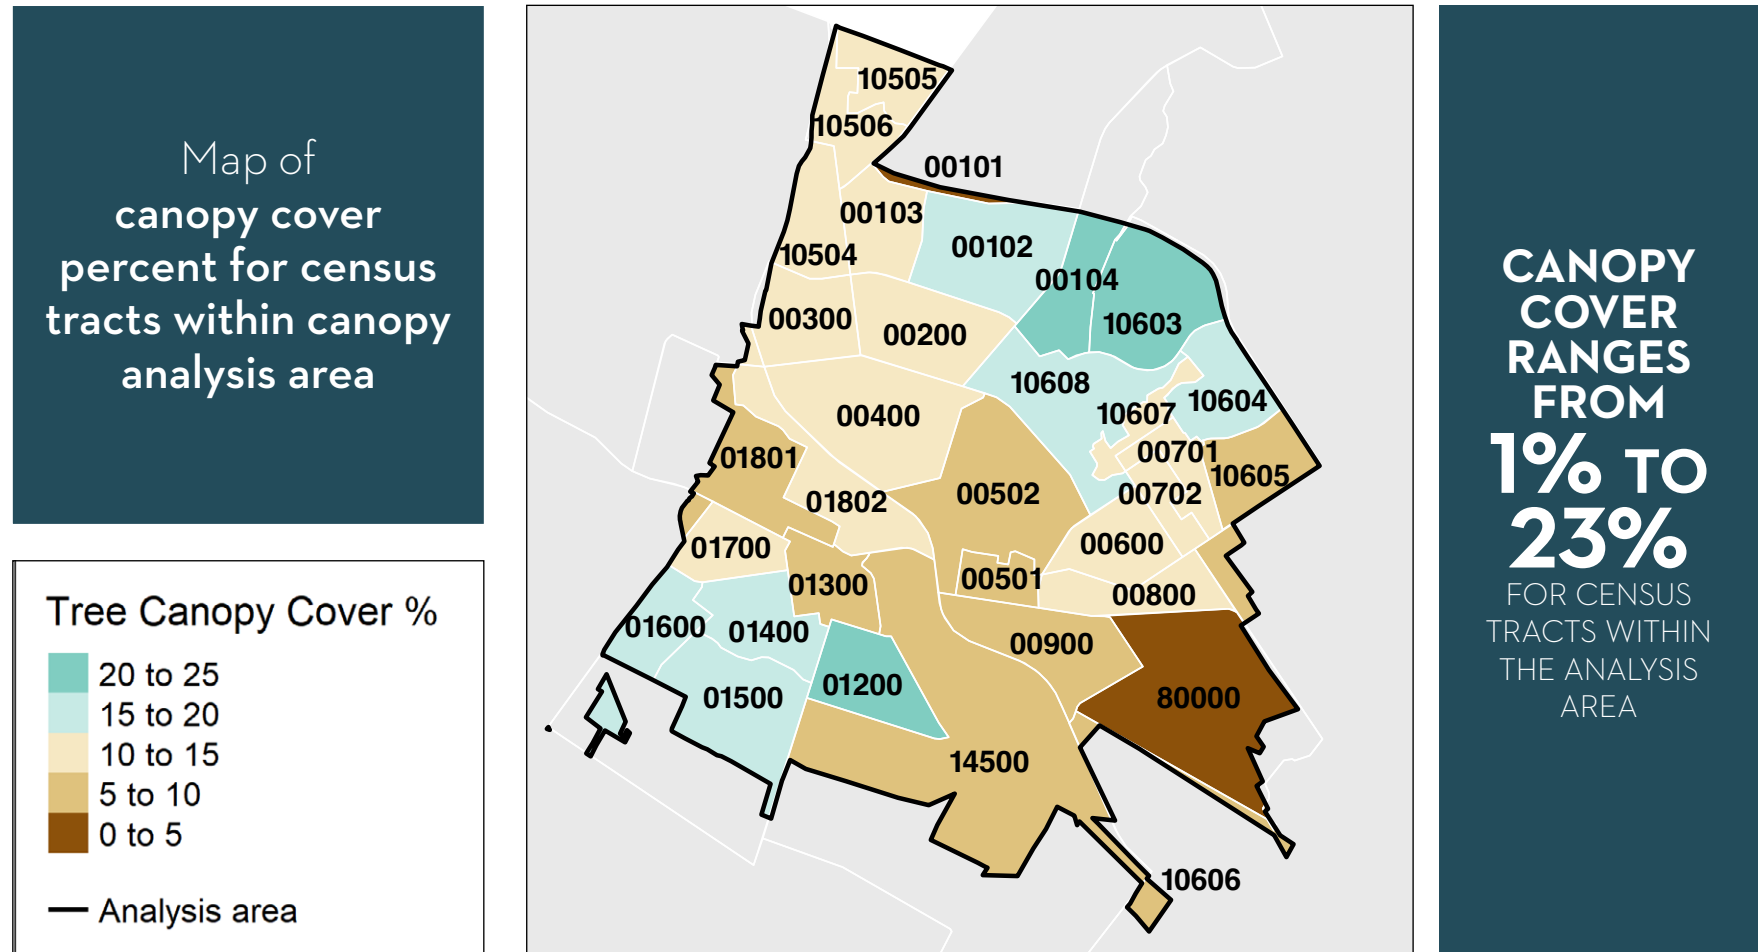 Map of
canopy cover
percent for census
tracts within canopy
analysis area
Tree Canopy Cover %
20 to 25
15 to 20
10 to 15
5 to 10
0 to 5
Analysis area
10505
10506
00101
00103
00102
10504
00104
00300
00200
10603
10608
00400
10607
10604
01801
00701
10605
01802
00502
00702
01700
00600
01300
00501
00800
01600
01400
00900
01500
01200
80000
14500
10606
CANOPY
COVER
RANGES
FROM
1% TO
23%
FOR CENSUS
TRACTS WITHIN
THE ANALYSIS
AREA